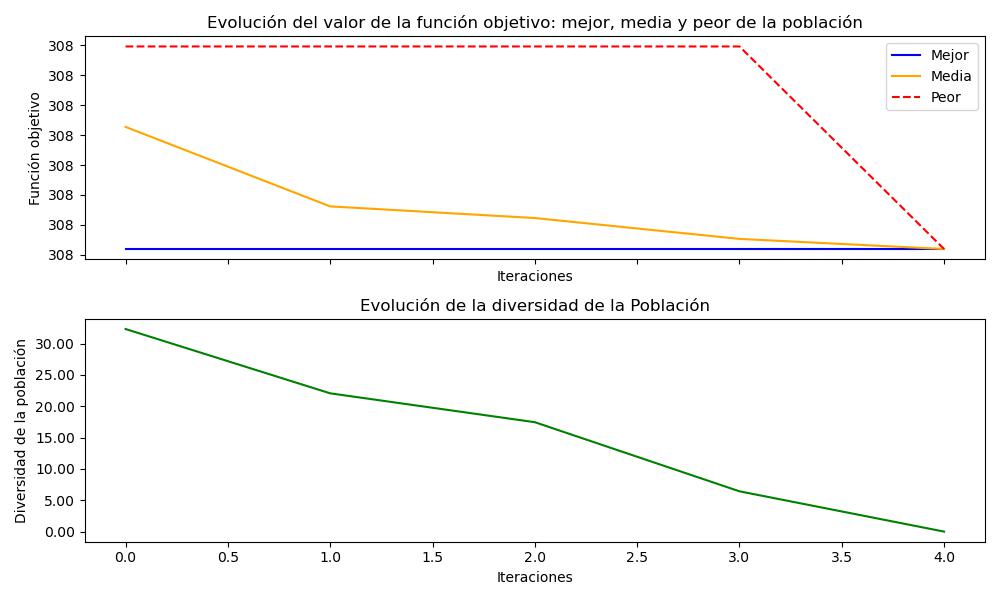 Evolución del valor de la función objetivo: mejor, media y peor de la población
308
308
308
308
308
308
308
308
Función objetivo
Mejor
Media
Peor
Iteraciones
Evolución de la diversidad de la Población
30.00
25.00
20.00
15.00
10.00
5.00
0.00
Diversidad de la población
0.0 0.5 1.0 1.5 2.0 2.5 3.0 3.5 4.0
Iteraciones